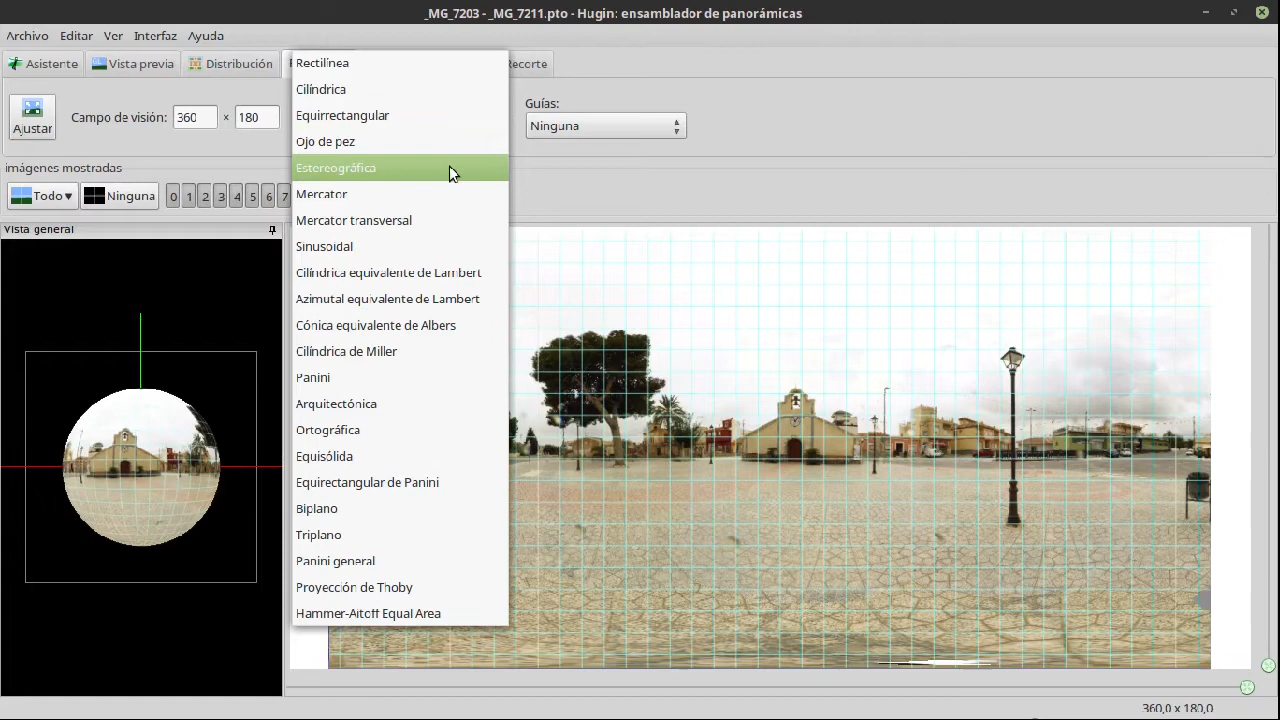 _MG_7203 - _MG_7211.pto - Hugin: ensamblador de panorámicas
Archivo Editar Ver Interfaz Ayuda
Asistente Vista previa Distribución Recorte
Ajustar
Campo de visión: 360 × 180
Guías:
Ninguna
imágenes mostradas
Todo Ninguna 0 1 2 3 4 5 6 7
Vista general
Rectilínea
Cilíndrica
Equirrectangular
Ojo de pez
Estereográfica
Mercator
Mercator transversal
Sinusoidal
Cilíndrica equivalente de Lambert
Azimutal equivalente de Lambert
Cónica equivalente de Albers
Cilíndrica de Miller
Panini
Arquitectónica
Ortográfica
Equisólida
Equirectangular de Panini
Biplano
Triplano
Panini general
Proyección de Thoby
Hammer-Aitoff Equal Area
360,0 x 180,0